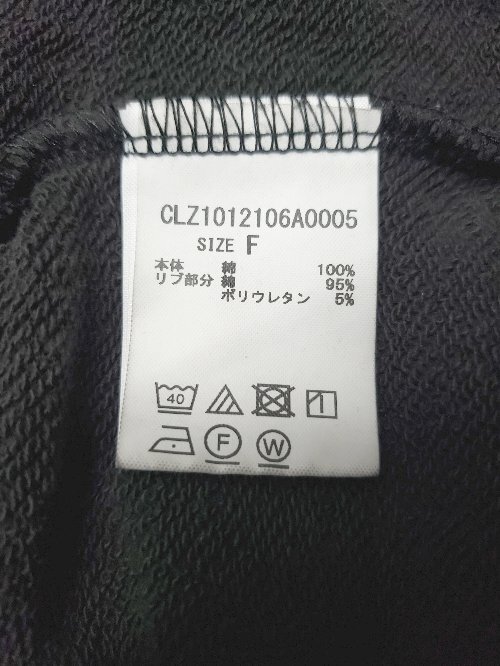 CLZ1012106A0005
SIZE F
本体 綿 100%
リブ部分 綿 95%
ポリウレタン 5%
40
F W